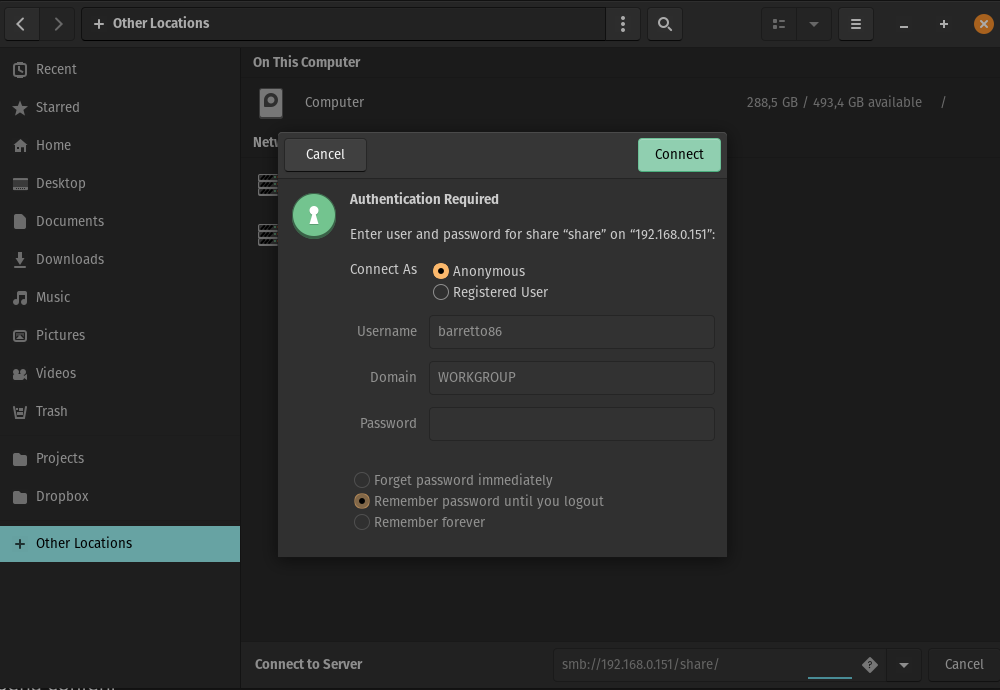 Other Locations
Recent
Starred
Home
Desktop
Documents
Downloads
Music
Pictures
Videos
Trash
Projects
Dropbox
Other Locations
On This Computer
Computer 288,5 GB / 493,4 GB available /
Cancel Connect
Authentication Required
Enter user and password for share “share” on “192.168.0.151”:
Connect As Anonymous
Registered User
Username barretto86
Domain WORKGROUP
Password
Forget password immediately
Remember password until you logout
Remember forever
Connect to Server smb://192.168.0.151/share/ Cancel